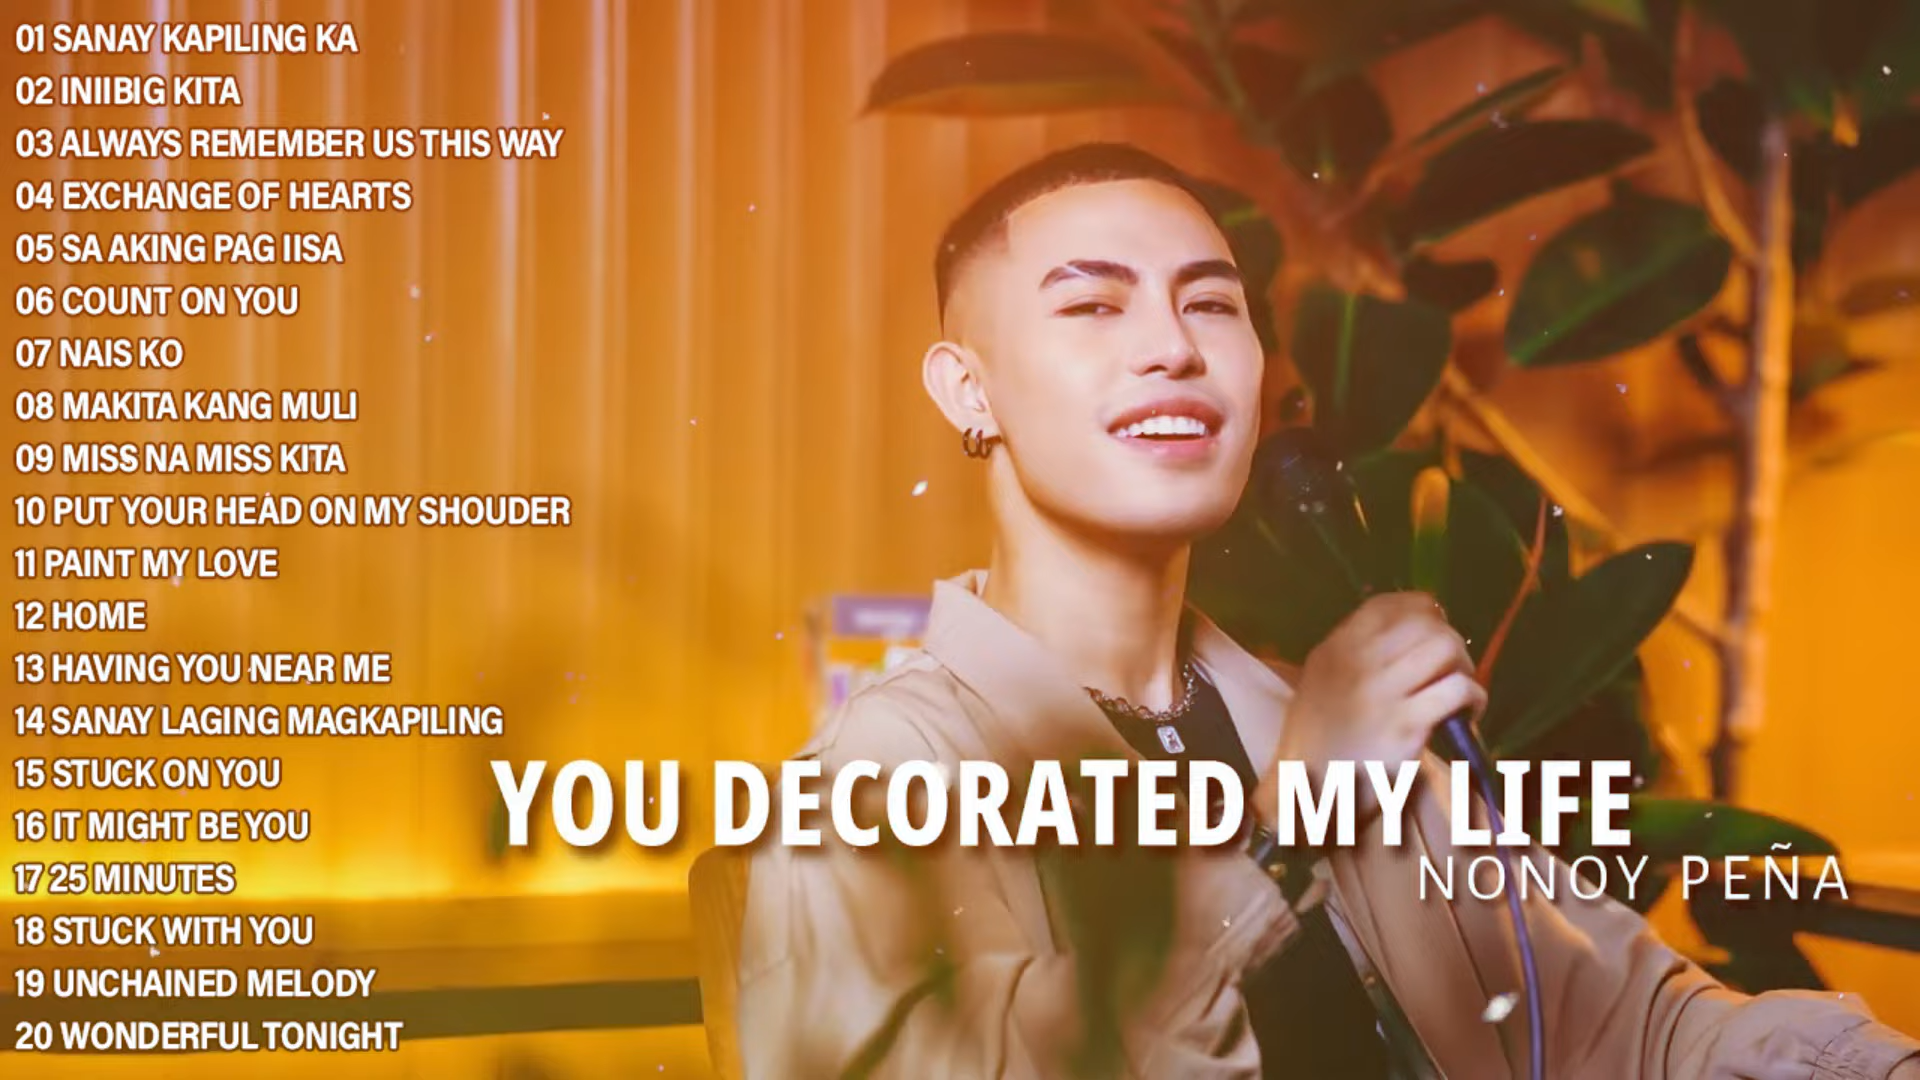 01 SANAY KAPILING KA
02 INIIBIG KITA
03 ALWAYS REMEMBER US THIS WAY
04 EXCHANGE OF HEARTS
05 SA AKING PAG IISA
06 COUNT ON YOU
07 NAIS KO
08 MAKITA KANG MULI
09 MISS NA MISS KITA
10 PUT YOUR HEAD ON MY SHOUDER
11 PAINT MY LOVE
12 HOME
13 HAVING YOU NEAR ME
14 SANAY LAGING MAGKAPILING
15 STUCK ON YOU
16 IT MIGHT BE YOU
17 25 MINUTES
18 STUCK WITH YOU
19 UNCHAINED MELODY
20 WONDERFUL TONIGHT
YOU DECORATED MY LIFE
NONOY PEÑA